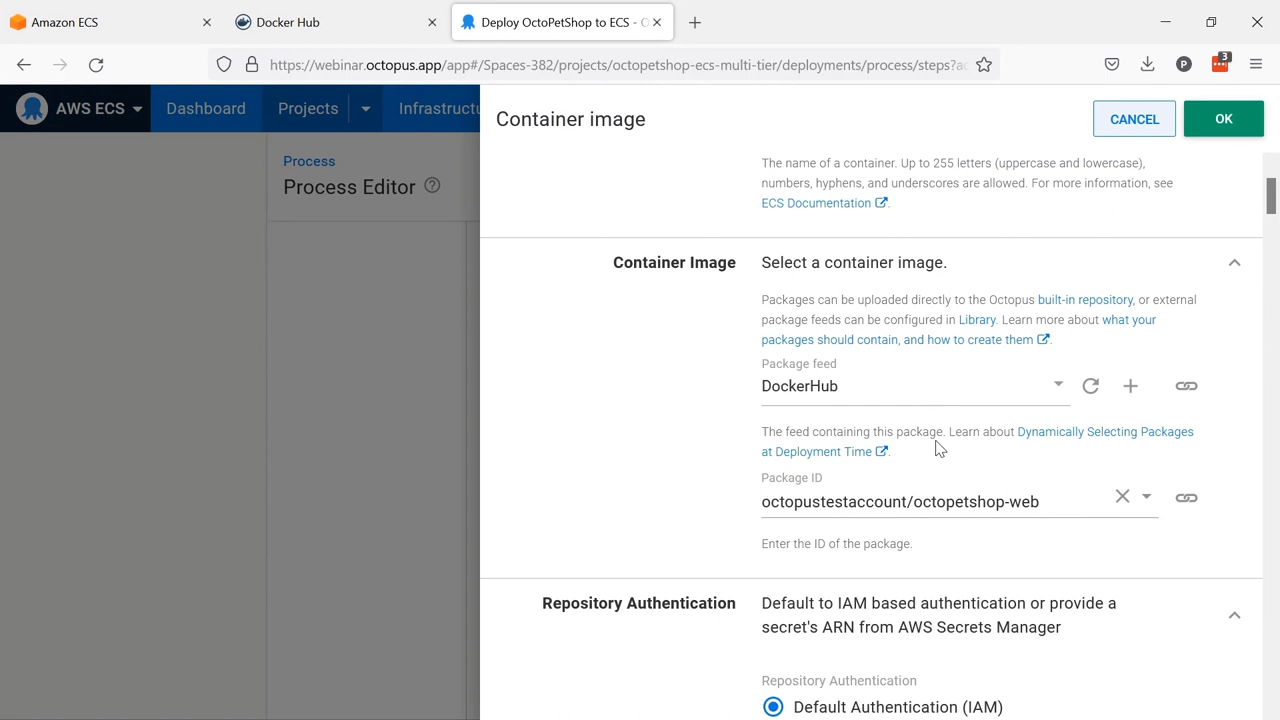 Amazon ECS
Docker Hub
Deploy OctoPetShop to ECS - O
https://webinar.octopus.app/app#/Spaces-382/projects/octopetshop-ecs-multi-tier/deployments/process/steps?ac
P
3
AWS ECS
Dashboard
Projects
Infrastructu
Container image
CANCEL
OK
Process
Process Editor
The name of a container. Up to 255 letters (uppercase and lowercase),
numbers, hyphens, and underscores are allowed. For more information, see
ECS Documentation .
Container Image
Select a container image.
Packages can be uploaded directly to the Octopus built-in repository, or external
package feeds can be configured in Library. Learn more about what your
packages should contain, and how to create them .
Package feed
DockerHub
The feed containing this package. Learn about Dynamically Selecting Packages
at Deployment Time .
Package ID
octopustestaccount/octopetshop-web
Enter the ID of the package.
Repository Authentication
Default to IAM based authentication or provide a
secret's ARN from AWS Secrets Manager
Repository Authentication
Default Authentication (IAM)